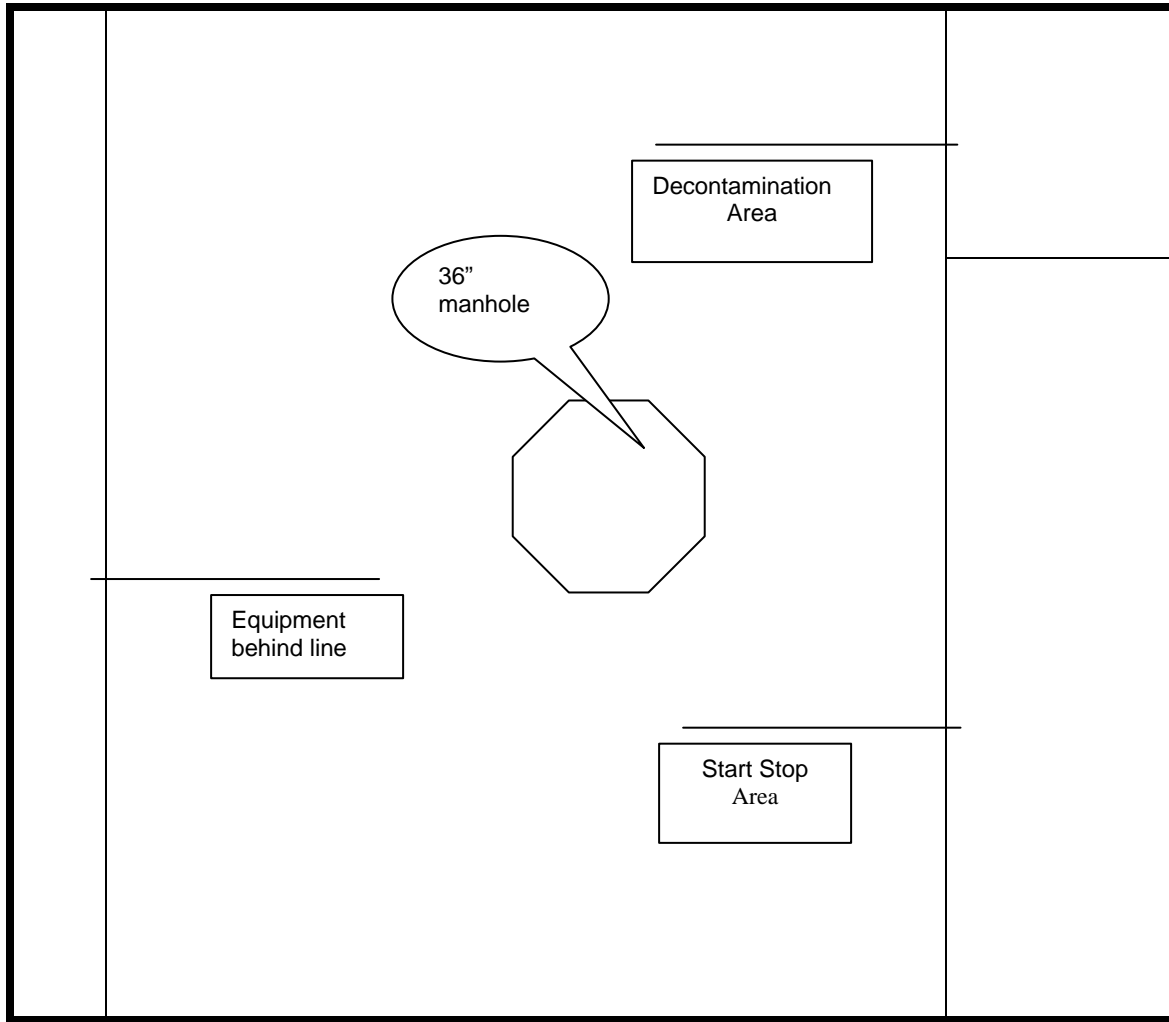 Decontamination
Area
36”
manhole
Equipment
behind line
Start Stop
Area